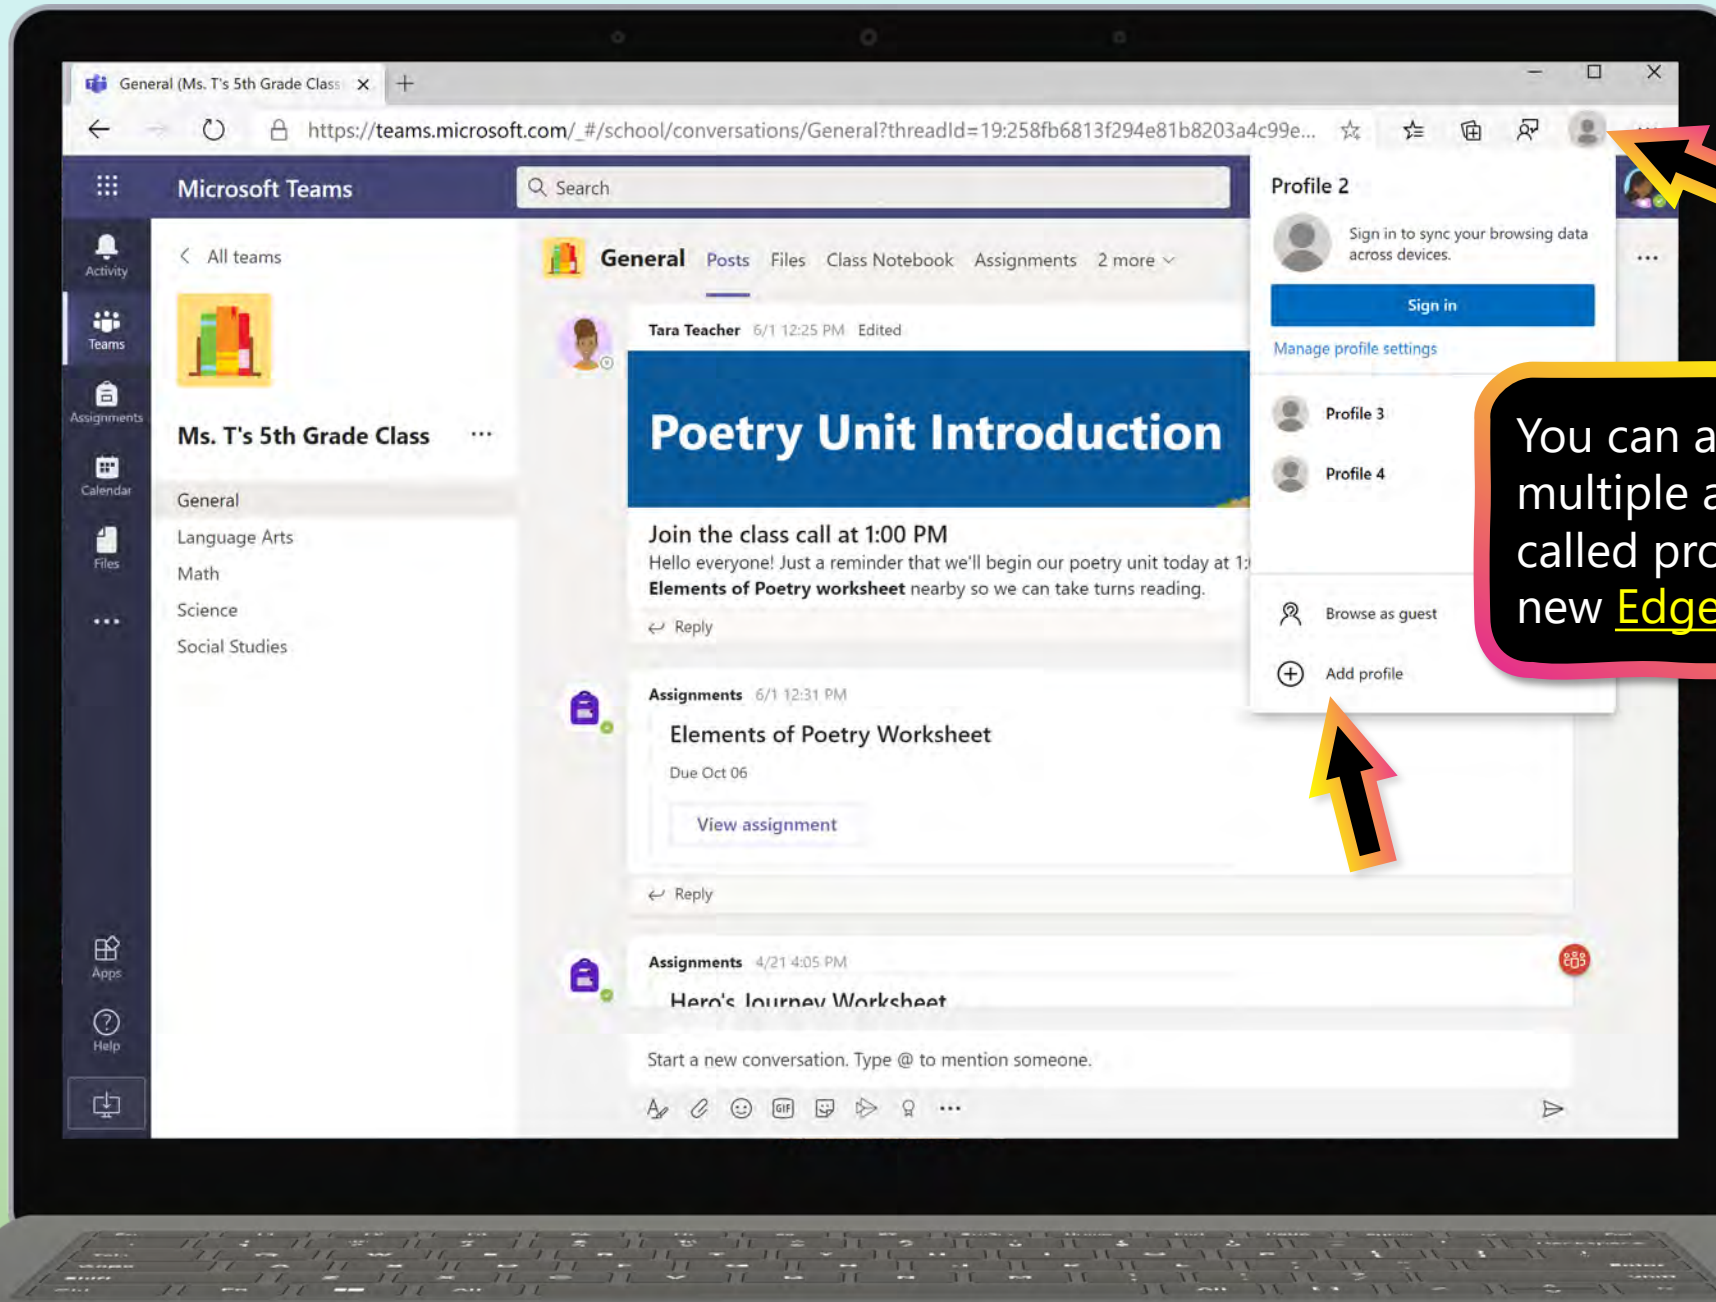 General (Ms. T's 5th Grade Class
https://teams.microsoft.com/_#/school/conversations/General?threadId=19:258fb6813f294e81b8203a4c99e...
Microsoft Teams
Search
Activity
Teams
Assignments
Calendar
Files
Apps
Help
All teams
Ms. T's 5th Grade Class
General
Language Arts
Math
Science
Social Studies
General Posts Files Class Notebook Assignments 2 more
Tara Teacher 6/1 12:25 PM Edited
Poetry Unit Introduction
Join the class call at 1:00 PM
Hello everyone! Just a reminder that we'll begin our poetry unit today at
Elements of Poetry worksheet nearby so we can take turns reading.
Reply
Assignments 6/1 12:31 PM
Elements of Poetry Worksheet
Due Oct 06
View assignment
Reply
Assignments 4/21 4:05 PM
Hero's Journey Worksheet
Start a new conversation. Type @ to mention someone.
GIF
Profile 2
Sign in to sync your browsing data
across devices.
Sign in
Manage profile settings
Profile 3
Profile 4
Browse as guest
Add profile
You can
multiple
called
new Edge